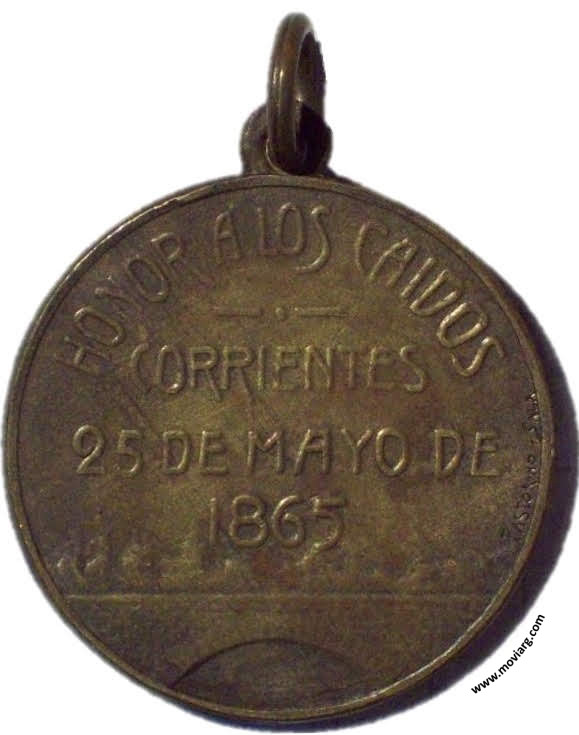 HONOR A LOS CAIDOS
CORRIENTES
25 DE MAYO DE
1865
www.moviarg.com